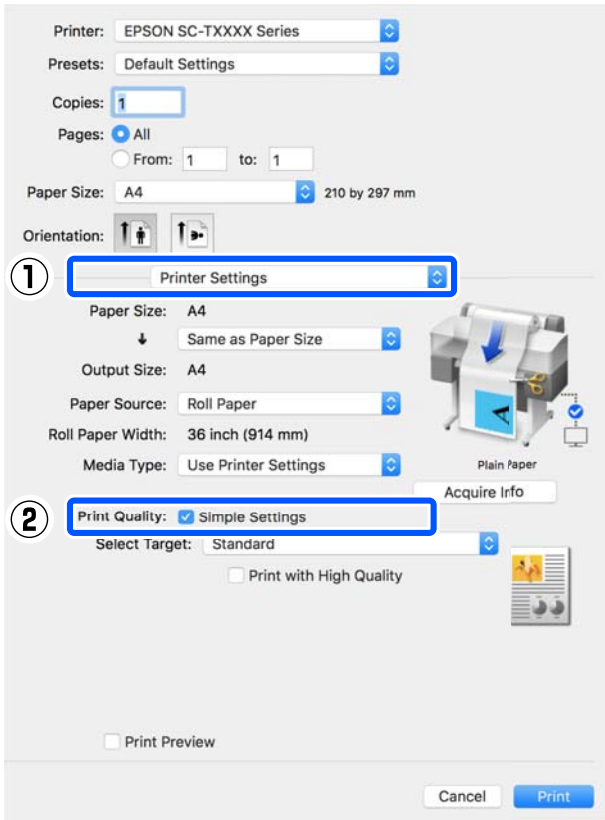 Printer: EPSON SC-TXXXX Series
Presets: Default Settings
Copies: 1
Pages: All
From: 1 to: 1
Paper Size: A4 210 by 297 mm
Orientation:
① Printer Settings
Paper Size: A4
Same as Paper Size
Output Size: A4
Paper Source: Roll Paper
Roll Paper Width: 36 inch (914 mm)
Media Type: Use Printer Settings
A
Plain Paper
Acquire Info
② Print Quality: Simple Settings
Select Target: Standard
Print with High Quality
Print Preview
Cancel Print